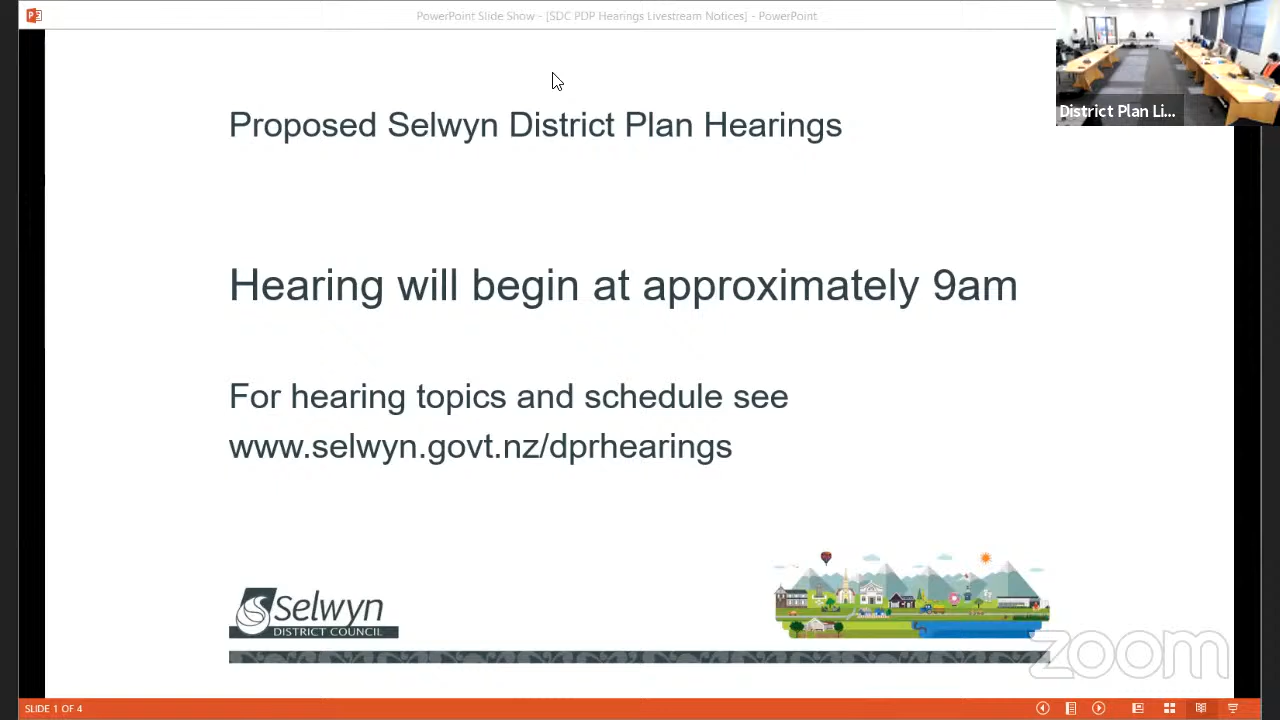 PowerPoint Slide Show - [SDC PDP Hearings Livestream Notices] - PowerPoint
District Plan Li...
Proposed Selwyn District Plan Hearings
Hearing will begin at approximately 9am
For hearing topics and schedule see
www.selwyn.govt.nz/dprhearings
Selwyn
DISTRICT COUNCIL
zoom
SLIDE 1 OF 4